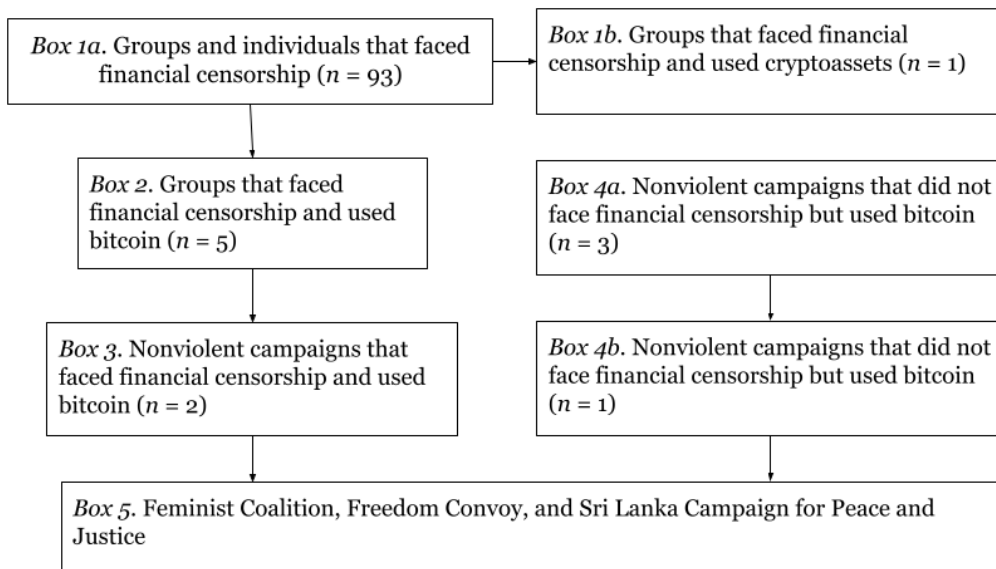 Box 1a. Groups and individuals that faced
financial censorship (n = 93)
Box 1b. Groups that faced financial
censorship and used cryptoassets (n = 1)
Box 2. Groups that faced
financial censorship and used
bitcoin (n = 5)
Box 4a. Nonviolent campaigns that did not
face financial censorship but used bitcoin
(n = 3)
Box 3. Nonviolent campaigns that
faced financial censorship and used
bitcoin (n = 2)
Box 4b. Nonviolent campaigns that did not
face financial censorship but used bitcoin
(n = 1)
Box 5. Feminist Coalition, Freedom Convoy, and Sri Lanka Campaign for Peace and
Justice